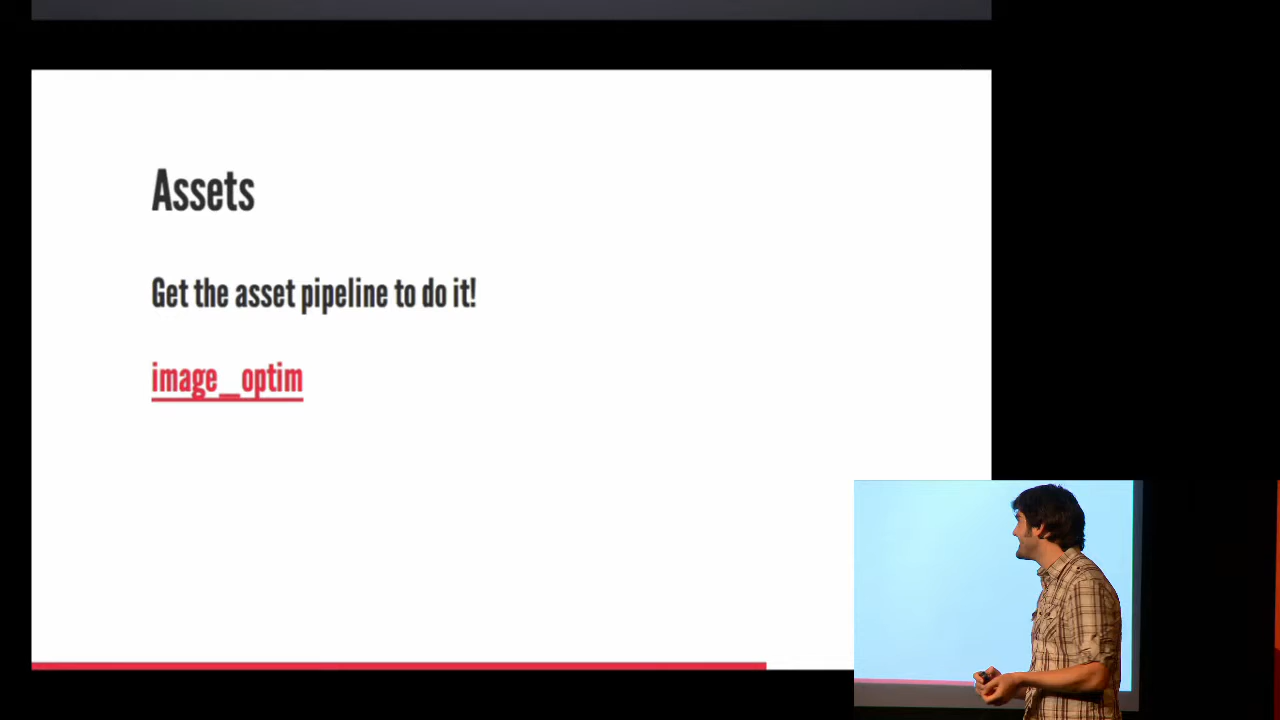 Assets
Get the asset pipeline to do it!
image_optim